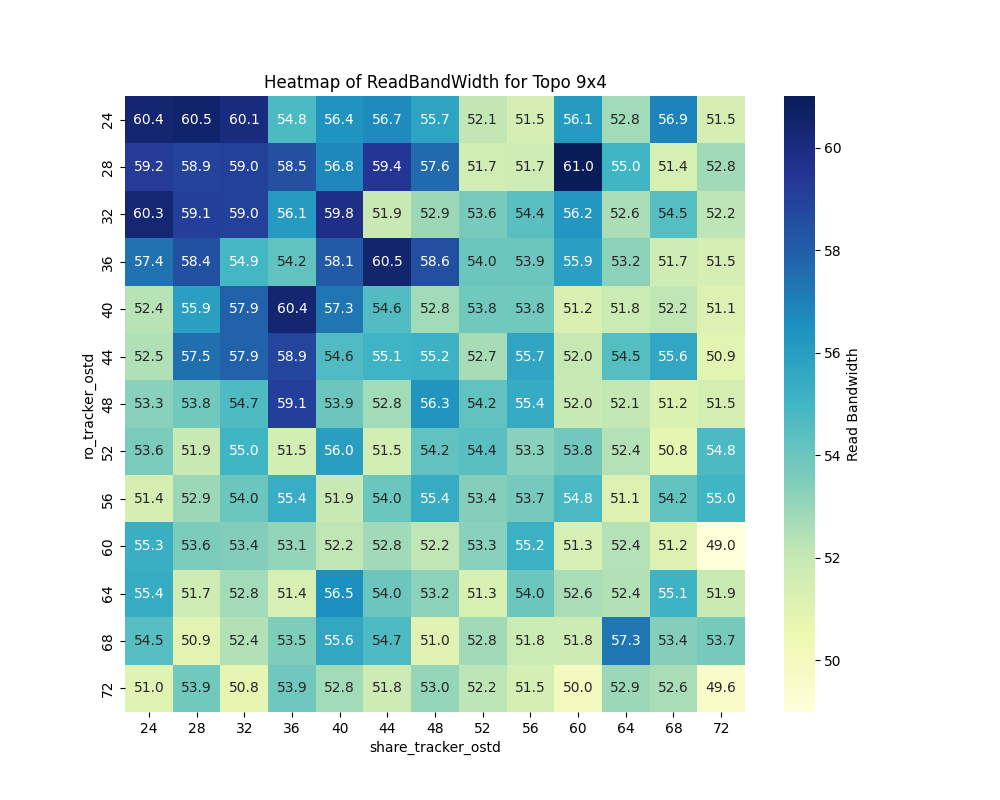 Heatmap of ReadBandWidth for Topo 9x4
24 60.4 60.5 60.1 54.8 56.4 56.7 55.7 52.1 51.5 56.1 52.8 56.9 51.5
28 59.2 58.9 59.0 58.5 56.8 59.4 57.6 51.7 51.7 61.0 55.0 51.4 52.8
32 60.3 59.1 59.0 56.1 59.8 51.9 52.9 53.6 54.4 56.2 52.6 54.5 52.2
36 57.4 58.4 54.9 54.2 58.1 60.5 58.6 54.0 53.9 55.9 53.2 51.7 51.5
40 52.4 55.9 57.9 60.4 57.3 54.6 52.8 53.8 53.8 51.2 51.8 52.2 51.1
44 52.5 57.5 57.9 58.9 54.6 55.1 55.2 52.7 55.7 52.0 54.5 55.6 50.9
48 53.3 53.8 54.7 59.1 53.9 52.8 56.3 54.2 55.4 52.0 52.1 51.2 51.5
52 53.6 51.9 55.0 51.5 56.0 51.5 54.2 54.4 53.3 53.8 52.4 50.8 54.8
56 51.4 52.9 54.0 55.4 51.9 54.0 55.4 53.4 53.7 54.8 51.1 54.2 55.0
60 55.3 53.6 53.4 53.1 52.2 52.8 52.2 53.3 55.2 51.3 52.4 51.2 49.0
64 55.4 51.7 52.8 51.4 56.5 54.0 53.2 51.3 54.0 52.6 52.4 55.1 51.9
68 54.5 50.9 52.4 53.5 55.6 54.7 51.0 52.8 51.8 51.8 57.3 53.4 53.7
72 51.0 53.9 50.8 53.9 52.8 51.8 53.0 52.2 51.5 50.0 52.9 52.6 49.6
24 28 32 36 40 44 48 52 56 60 64 68 72
share_tracker_ostd
ro_tracker_ostd
60
58
56
54
52
50
Read Bandwidth